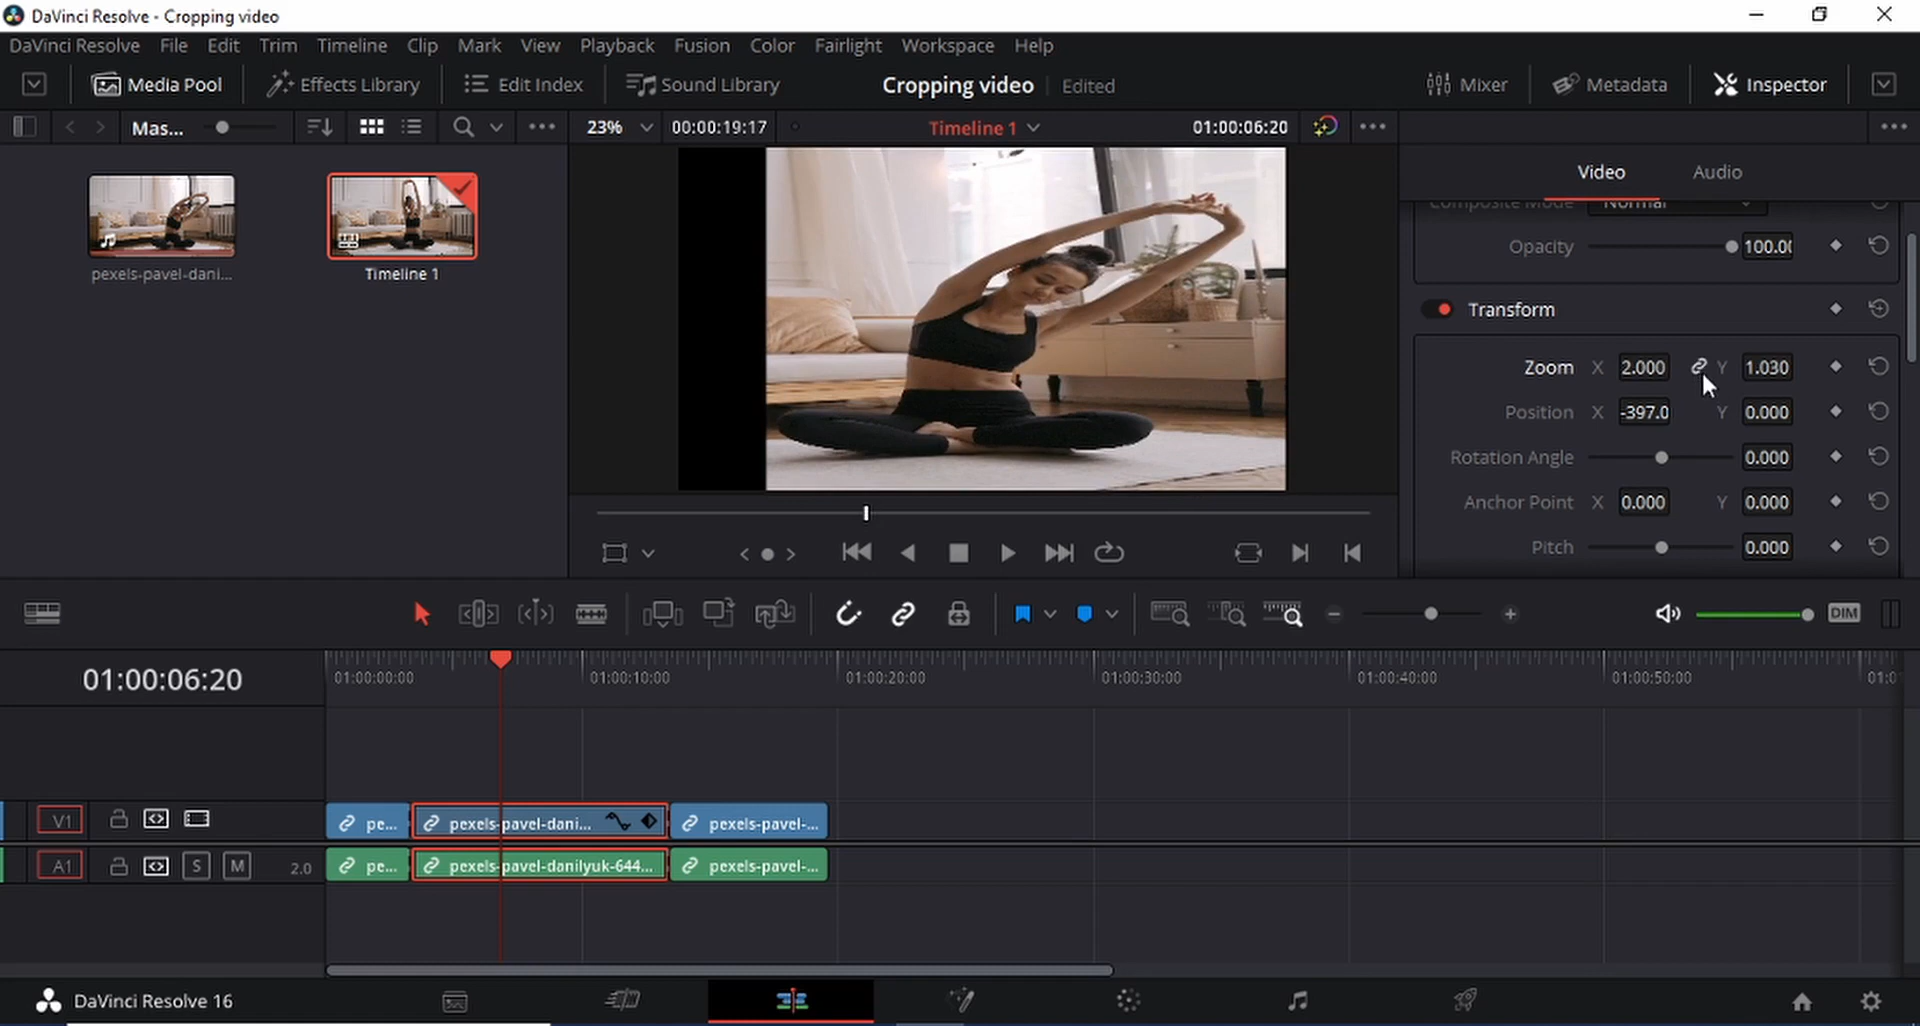 DaVinci Resolve - Cropping video
DaVinci Resolve File Edit Trim Timeline Clip Mark View Playback Fusion Color Fairlight Workspace Help
Media Pool Effects Library Edit Index Sound Library Cropping video Edited Mixer Metadata Inspector
Mas... 23% 00:00:19:17 Timeline 1 01:00:06:20
Video Audio
Composite Mode Normal
Opacity 100.00
Transform
Zoom X 2.000 Y 1.030
Position X -397.0 Y 0.000
Rotation Angle 0.000
Anchor Point X 0.000 Y 0.000
Pitch 0.000
pexels-pavel-dani... Timeline 1
DIM
01:00:06:20 01:00:00:00 01:00:10:00 01:00:20:00 01:00:30:00 01:00:40:00 01:00:50:00 01:0
V1 pe... pexels-pavel-dani... pexels-pavel-...
A1 S M 2.0 pe... pexels-pavel-danilyuk-644... pexels-pavel-...
DaVinci Resolve 16